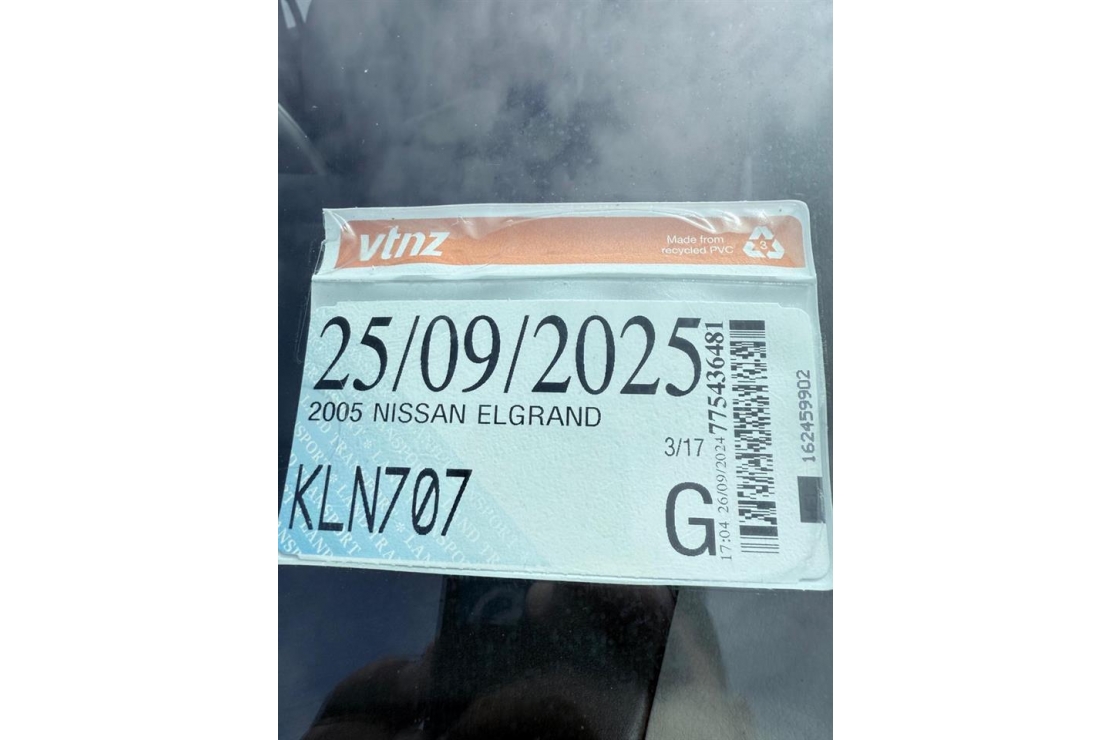 vtnz
Made from
recycled PVC
3
25/09/2025
2005 NISSAN ELGRAND
3/17
KLN707
G
17:04 26/09/2024
775436481
162459902